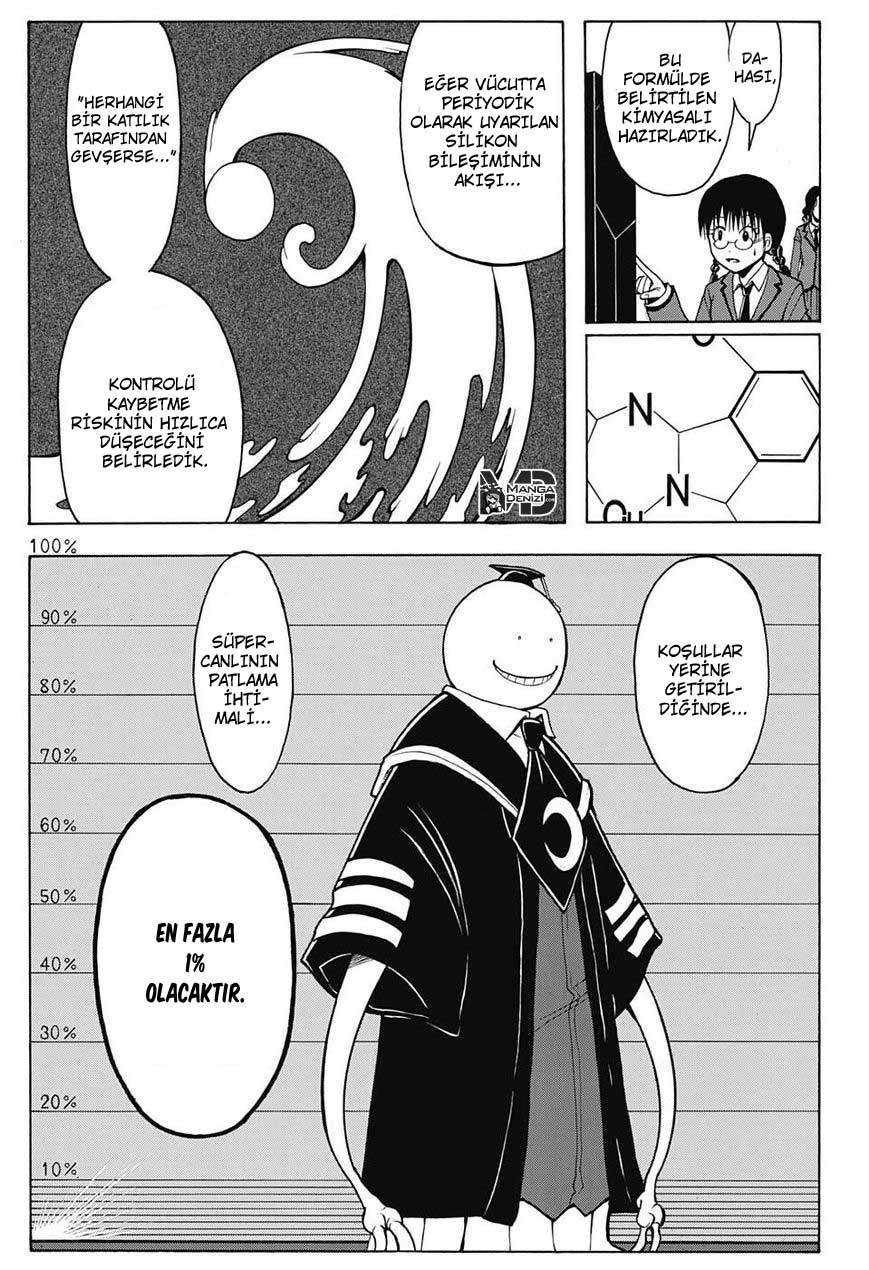 DA-
HASI,
BU
FORMÜLDE
BELİRTİLEN
KİMYASALI
HAZIRLADIK.
EĞER VÜCUTTA
PERİYODİK
OLARAK UYARILAN
SİLİKON
BİLEŞİMİNİN
AKIŞI...
"HERHANGİ
BİR KATILIK
TARAFINDAN
GEVŞERSE..."
KONTROLÜ
KAYBETME
RİSKİNİN HIZLICA
DÜŞECEĞİNİ
BELİRLEDİK.
N
N
MD
MANGA
DENİZİ.com
KOŞULLAR
YERİNE
GETİRİL-
DİĞİNDE...
SÜPER-
CANLININ
PATLAMA
İHTİ-
MALİ...
EN FAZLA
1%
OLACAKTIR.
100%
90%
80%
70%
60%
50%
40%
30%
20%
10%